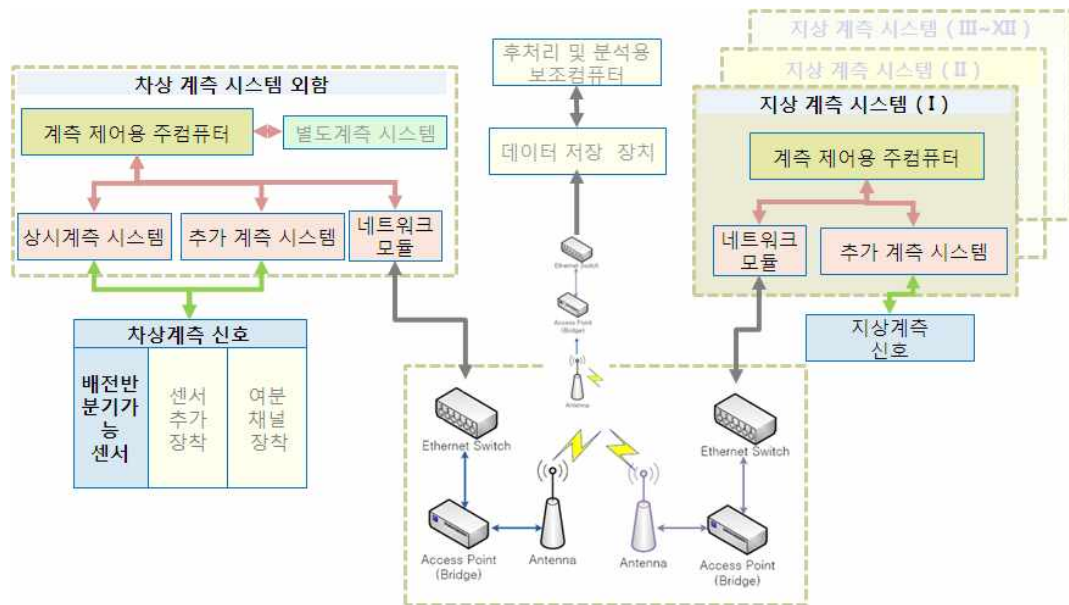 지상 계측 시스템 ( III~XII )
지상 계측 시스템 ( II )
지상 계측 시스템 ( I )
후처리 및 분석용
보조컴퓨터
차상 계측 시스템 외함
계측 제어용 주컴퓨터
별도계측 시스템
데이터 저장 장치
계측 제어용 주컴퓨터
상시계측 시스템
추가 계측 시스템
네트워크
모듈
네트워크
모듈
추가 계측 시스템
Ethernet Switch
Access Point
(Bridge)
Antenna
차상계측 신호
배전반
분기가능
센서
센서
추가
장착
여분
채널
장착
지상계측
신호
Ethernet Switch
Ethernet Switch
Access Point
(Bridge)
Antenna
Antenna
Access Point
(Bridge)